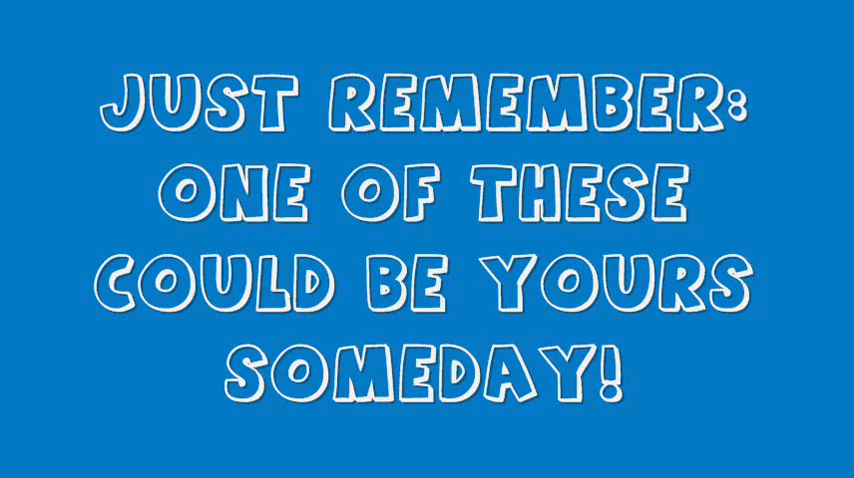 JUST REMEMBER:
ONE OF THESE
COULD BE YOURS
SOMEDAY!